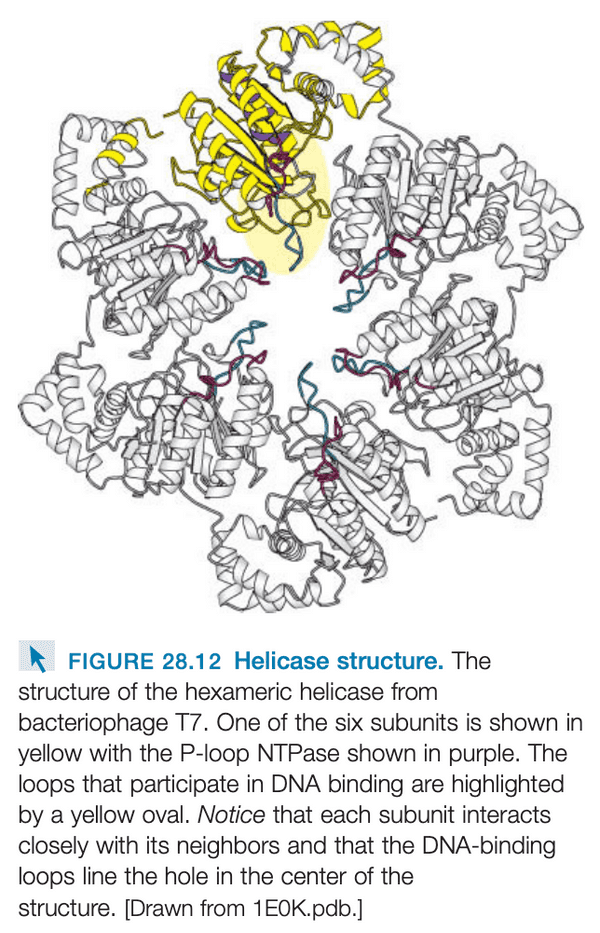 FIGURE 28.12 Helicase structure. The
structure of the hexameric helicase from
bacteriophage T7. One of the six subunits is shown in
yellow with the P-loop NTPase shown in purple. The
loops that participate in DNA binding are highlighted
by a yellow oval. Notice that each subunit interacts
closely with its neighbors and that the DNA-binding
loops line the hole in the center of the
structure. [Drawn from 1E0K.pdb.]